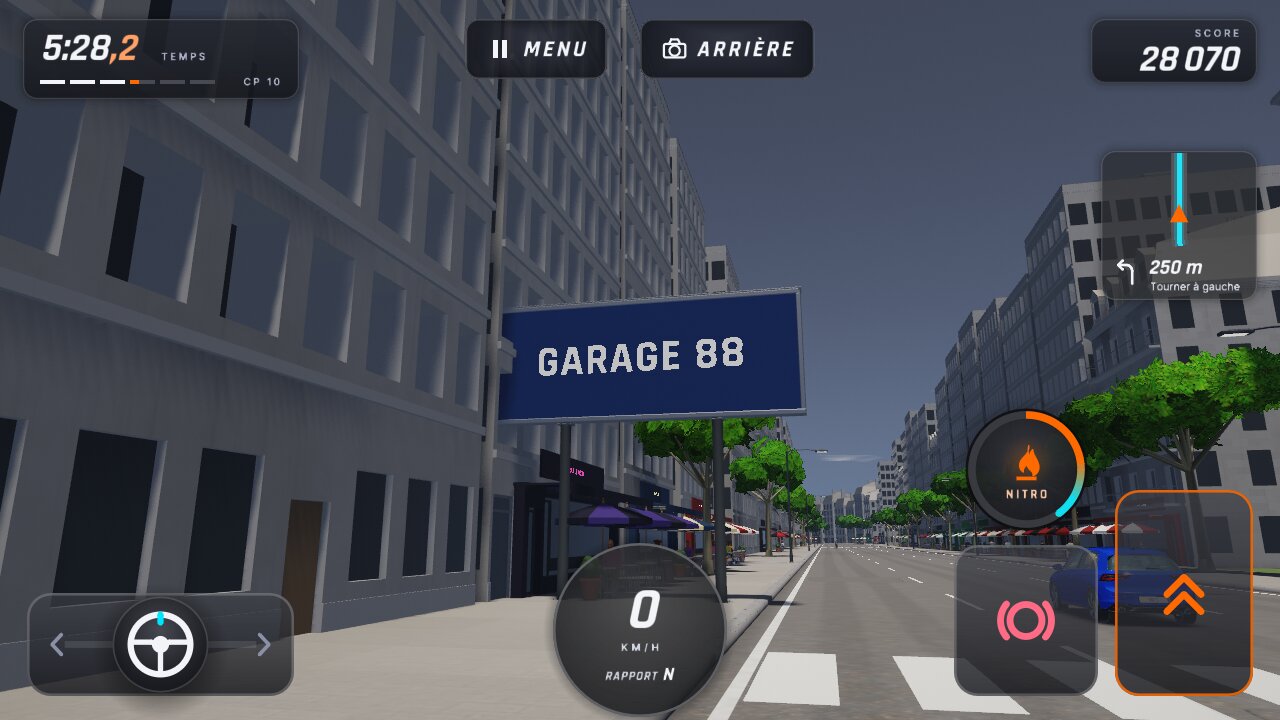 5:28,2 TEMPS
CP 10
MENU
ARRIÈRE
SCORE
28 070
250 m
Tourner à gauche
GARAGE 88
NITRO
0
KM/H
RAPPORT N